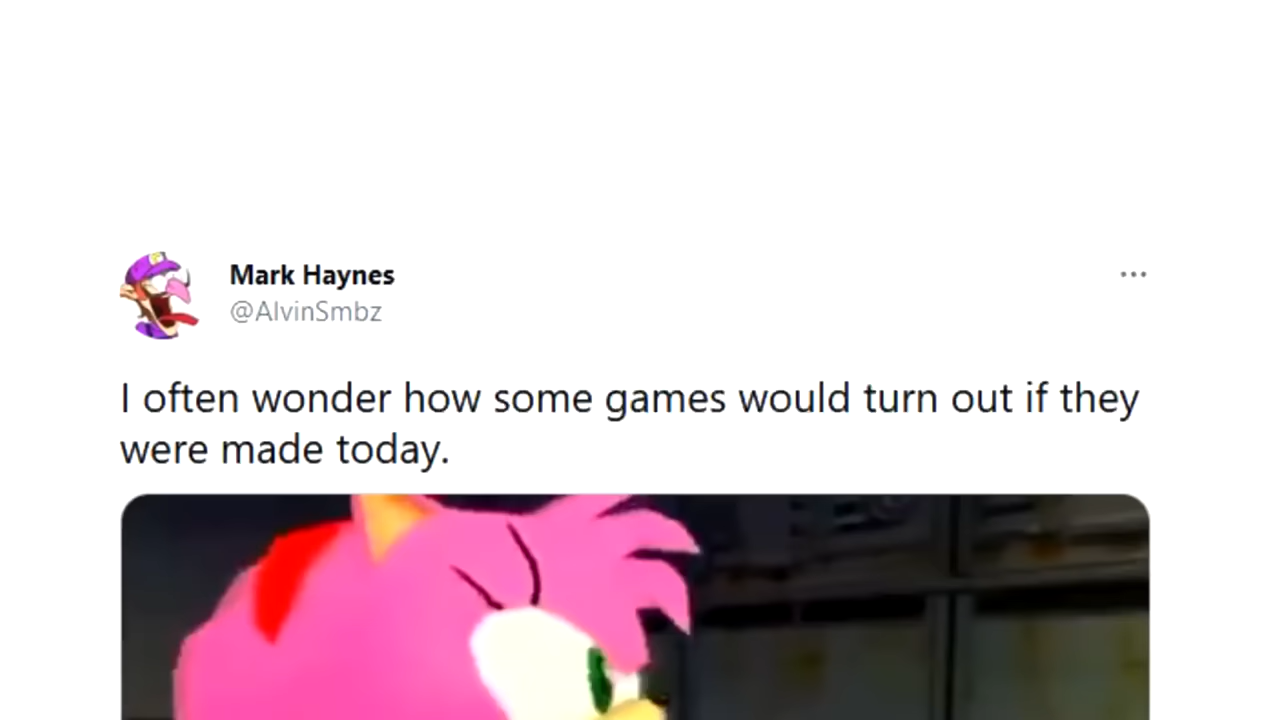 Mark Haynes
@AlvinSmbz
I often wonder how some games would turn out if they
were made today.